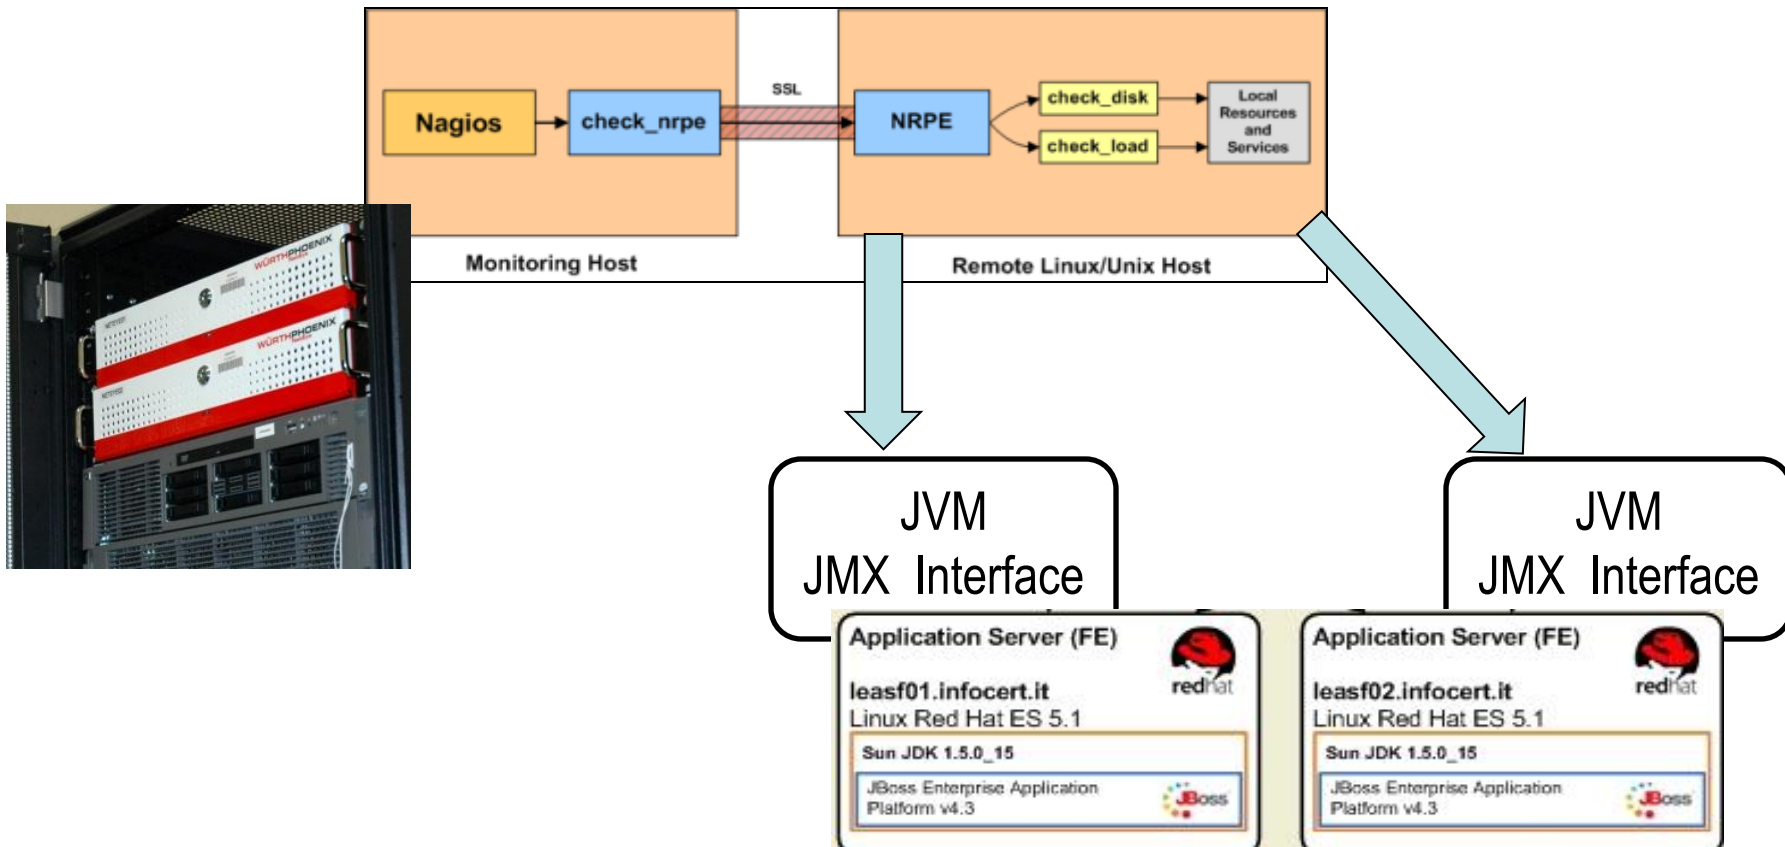 SSL
Nagios
check_nrpe
NRPE
check_disk
check_load
Local
Resources
and
Services
Monitoring Host
Remote Linux/Unix Host
WÜRTHPHOENIX
WÜRTHPHOENIX
JVM
JMX Interface
JVM
JMX Interface
Application Server (FE)
redhat
leasf01.infocert.it
Linux Red Hat ES 5.1
Sun JDK 1.5.0_15
JBoss Enterprise Application
Platform v4.3
JBoss
Application Server (FE)
redhat
leasf02.infocert.it
Linux Red Hat ES 5.1
Sun JDK 1.5.0_15
JBoss Enterprise Application
Platform v4.3
JBoss